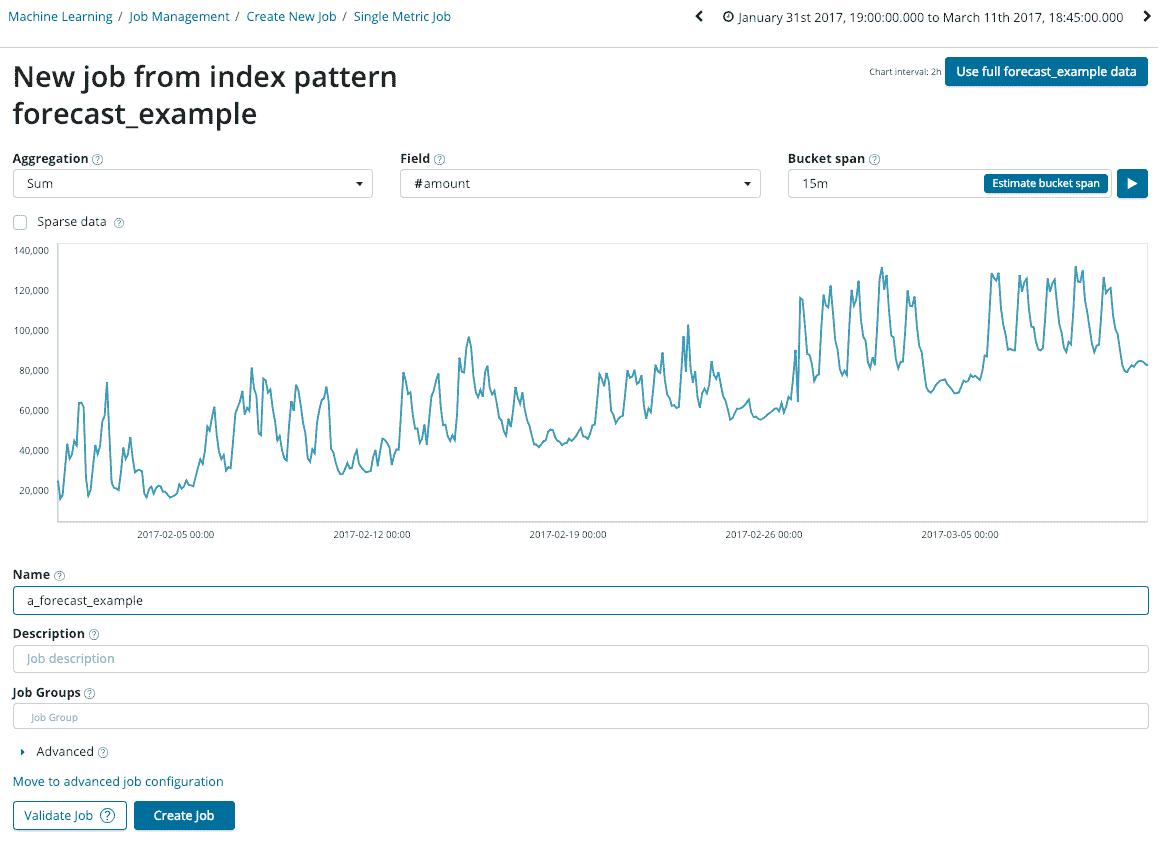 Machine Learning / Job Management / Create New Job / Single Metric Job
January 31st 2017, 19:00:00.000 to March 11th 2017, 18:45:00.000
New job from index pattern
forecast_example
Chart interval: 2h
Use full forecast_example data
Aggregation
Field
Bucket span
Sum
#amount
15m
Estimate bucket span
Sparse data
140,000
120,000
100,000
80,000
60,000
40,000
20,000
2017-02-05 00:00
2017-02-12 00:00
2017-02-19 00:00
2017-02-26 00:00
2017-03-05 00:00
Name
a_forecast_example
Description
Job description
Job Groups
Job Group
Advanced
Move to advanced job configuration
Validate Job
Create Job